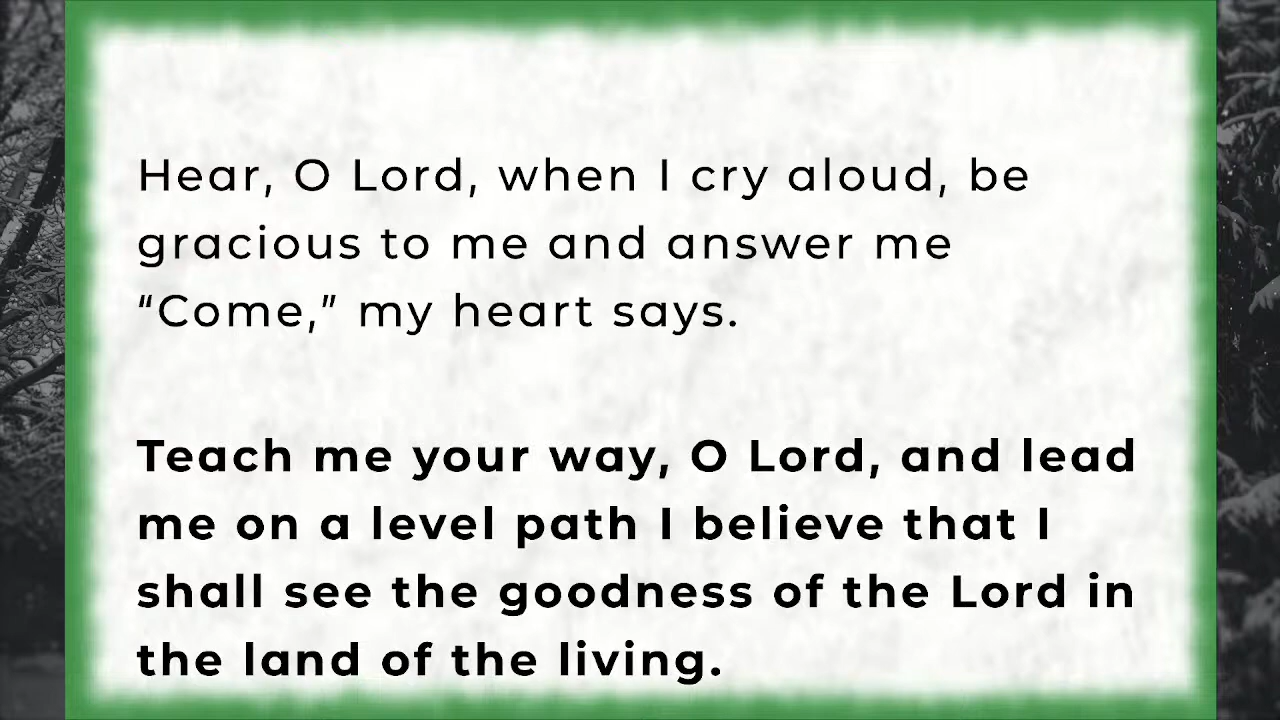 Hear, O Lord, when I cry aloud, be
gracious to me and answer me
“Come,” my heart says.
Teach me your way, O Lord, and lead
me on a level path I believe that I
shall see the goodness of the Lord in
the land of the living.